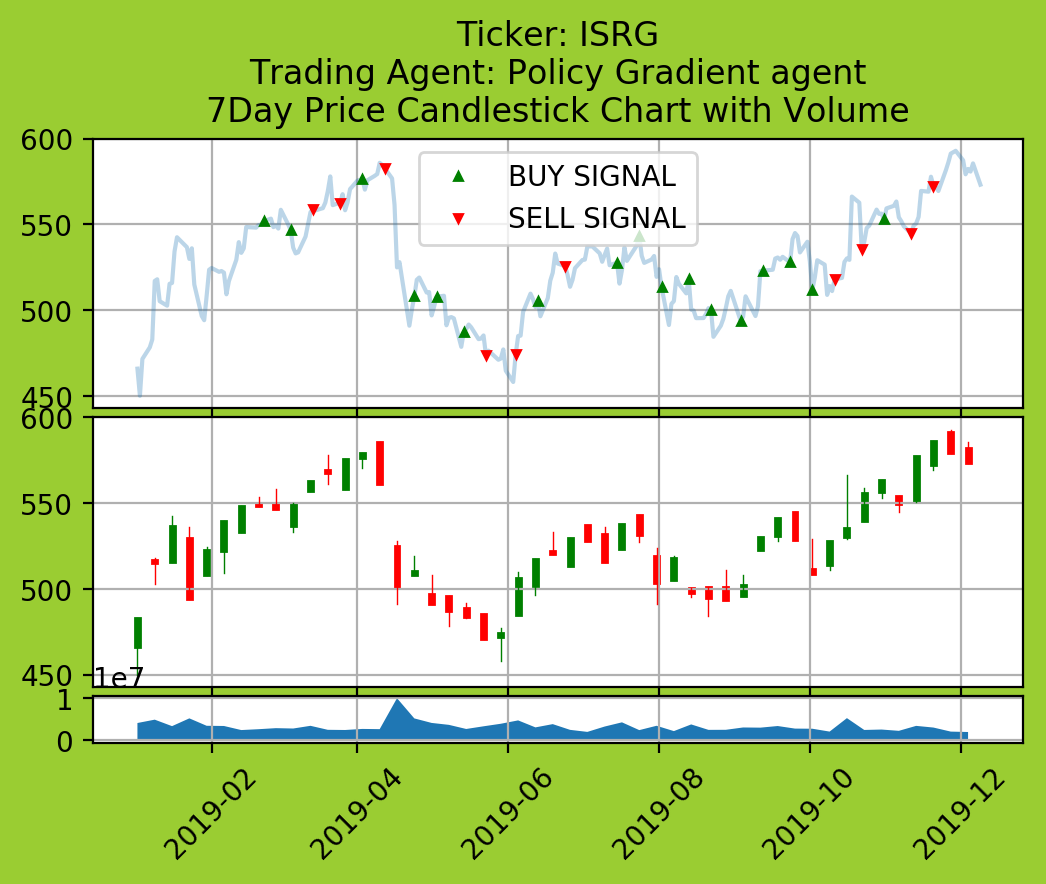 Ticker: ISRG
Trading Agent: Policy Gradient agent
7Day Price Candlestick Chart with Volume
600
BUY SIGNAL
SELL SIGNAL
550
500
450
600
550
500
450
1e7
1
0
2019-02
2019-04
2019-06
2019-08
2019-10
2019-12